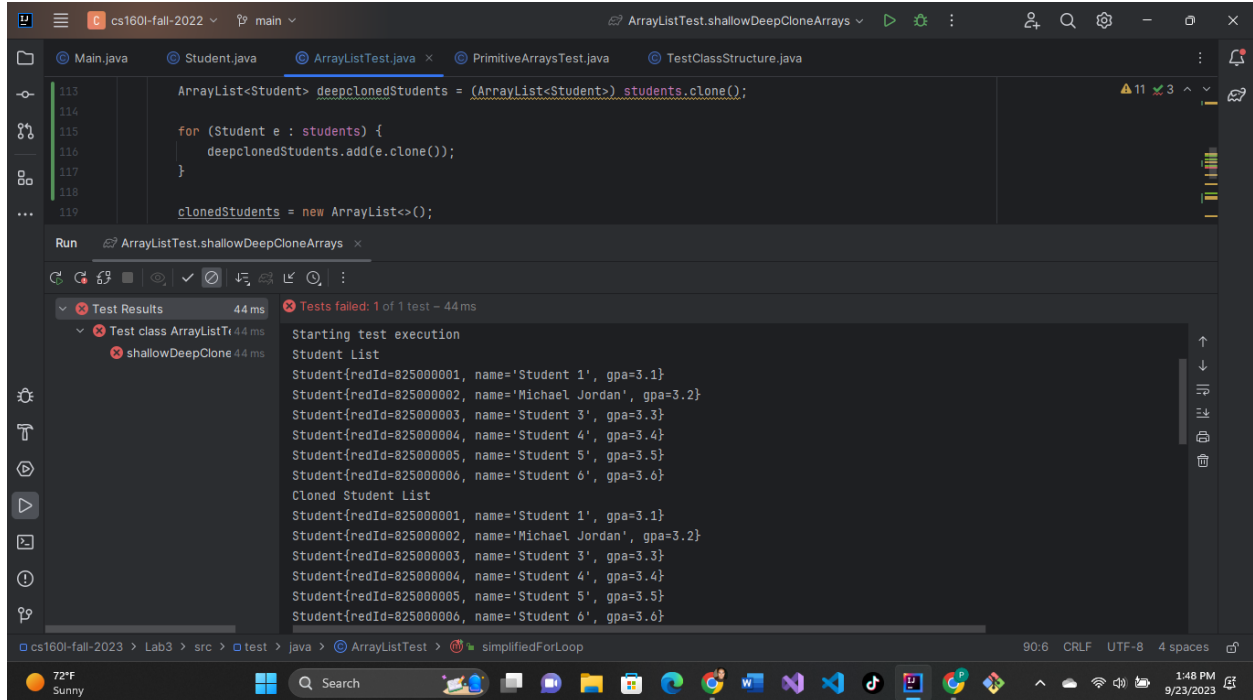 cs160l-fall-2022 main ArrayListTest.shallowDeepCloneArrays
Main.java Student.java ArrayListTest.java PrimitiveArraysTest.java TestClassStructure.java
113 ArrayList<Student> deepclonedStudents = (ArrayList<Student>) students.clone(); 11 3
114
115 for (Student e : students) {
116 deepclonedStudents.add(e.clone());
117 }
118
119 clonedStudents = new ArrayList<>();
Run ArrayListTest.shallowDeepCloneArrays
Test Results 44 ms Tests failed: 1 of 1 test – 44 ms
Test class ArrayListTe 44 ms
shallowDeepClone 44 ms
Starting test execution
Student List
Student{redId=825000001, name='Student 1', gpa=3.1}
Student{redId=825000002, name='Michael Jordan', gpa=3.2}
Student{redId=825000003, name='Student 3', gpa=3.3}
Student{redId=825000004, name='Student 4', gpa=3.4}
Student{redId=825000005, name='Student 5', gpa=3.5}
Student{redId=825000006, name='Student 6', gpa=3.6}
Cloned Student List
Student{redId=825000001, name='Student 1', gpa=3.1}
Student{redId=825000002, name='Michael Jordan', gpa=3.2}
Student{redId=825000003, name='Student 3', gpa=3.3}
Student{redId=825000004, name='Student 4', gpa=3.4}
Student{redId=825000005, name='Student 5', gpa=3.5}
Student{redId=825000006, name='Student 6', gpa=3.6}
cs160l-fall-2023 > Lab3 > src > test > java > ArrayListTest > simplifiedForLoop 90:6 CRLF UTF-8 4 spaces
72°F
Sunny
Search
1:48 PM
9/23/2023